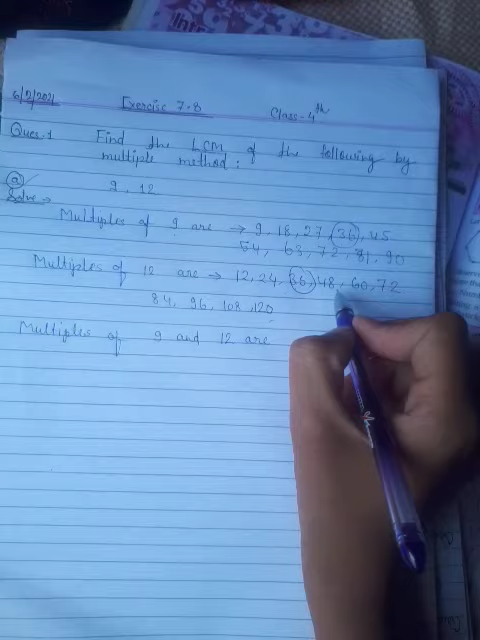 6/2/2021 Exercise 7.8 Class-4th
Ques.1 Find the LCM of the following by
multiple method:
(a) 9, 12
Solve→
Multiples of 9 are → 9, 18, 27, 36, 45
54, 63, 72, 81, 90
Multiples of 12 are → 12, 24, 36, 48, 60, 72
84, 96, 108, 120
Multiples of 9 and 12 are